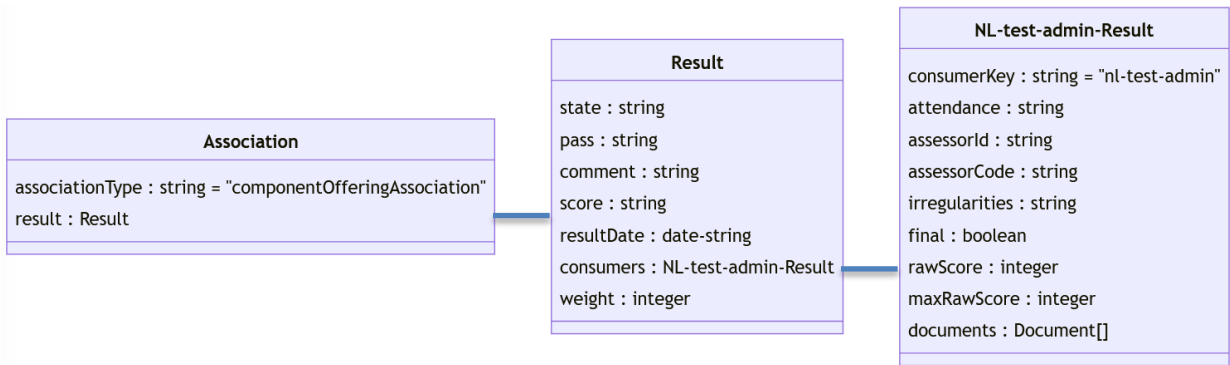 Association
associationType : string = "componentOfferingAssociation"
result : Result
Result
state : string
pass : string
comment : string
score : string
resultDate : date-string
consumers : NL-test-admin-Result
weight : integer
NL-test-admin-Result
consumerKey : string = "nl-test-admin"
attendance : string
assessorId : string
assessorCode : string
irregularities : string
final : boolean
rawScore : integer
maxRawScore : integer
documents : Document[]